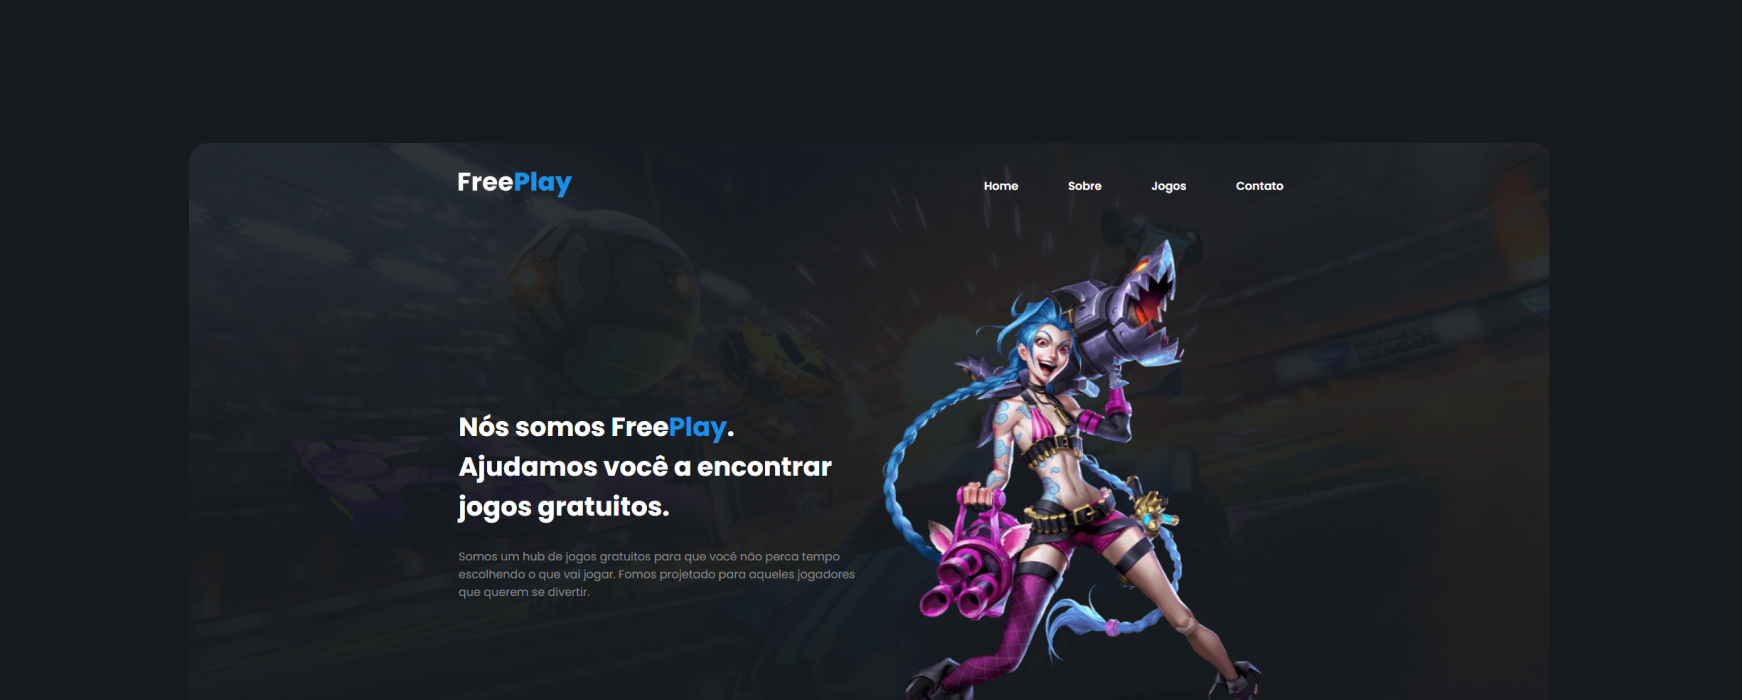 FreePlay
Home Sobre Jogos Contato
Nós somos FreePlay.
Ajudamos você a encontrar
jogos gratuitos.
Somos um hub de jogos gratuitos para que você não perca tempo
escolhendo o que vai jogar. Fomos projetado para aqueles jogadores
que querem se divertir.